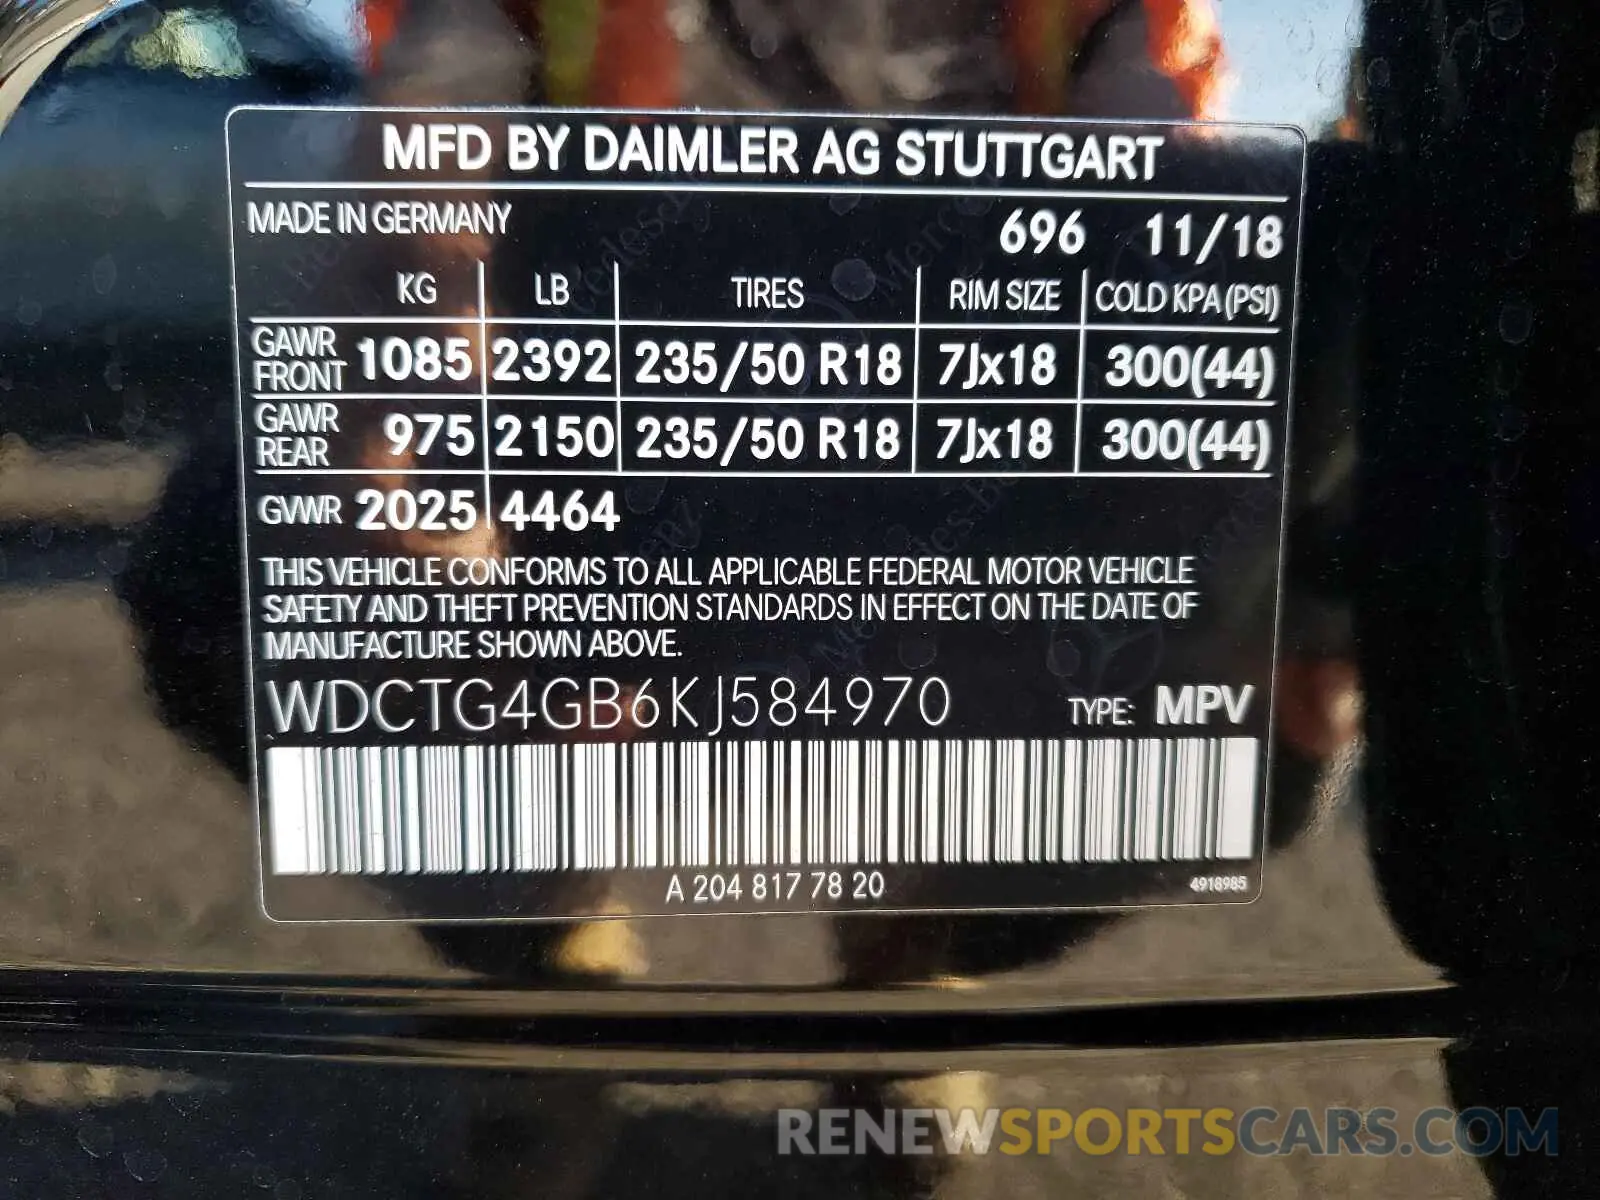 MFD BY DAIMLER AG STUTTGART
MADE IN GERMANY 696 11/18
KG LB TIRES RIM SIZE COLD KPA (PSI)
GAWR FRONT 1085 2392 235/50 R18 7Jx18 300(44)
GAWR REAR 975 2150 235/50 R18 7Jx18 300(44)
GVWR 2025 4464
THIS VEHICLE CONFORMS TO ALL APPLICABLE FEDERAL MOTOR VEHICLE
SAFETY AND THEFT PREVENTION STANDARDS IN EFFECT ON THE DATE OF
MANUFACTURE SHOWN ABOVE.
WDCTG4GB6KJ584970 TYPE: MPV
A 204 817 78 20 4918985
RENEWSPORTSCARS.COM